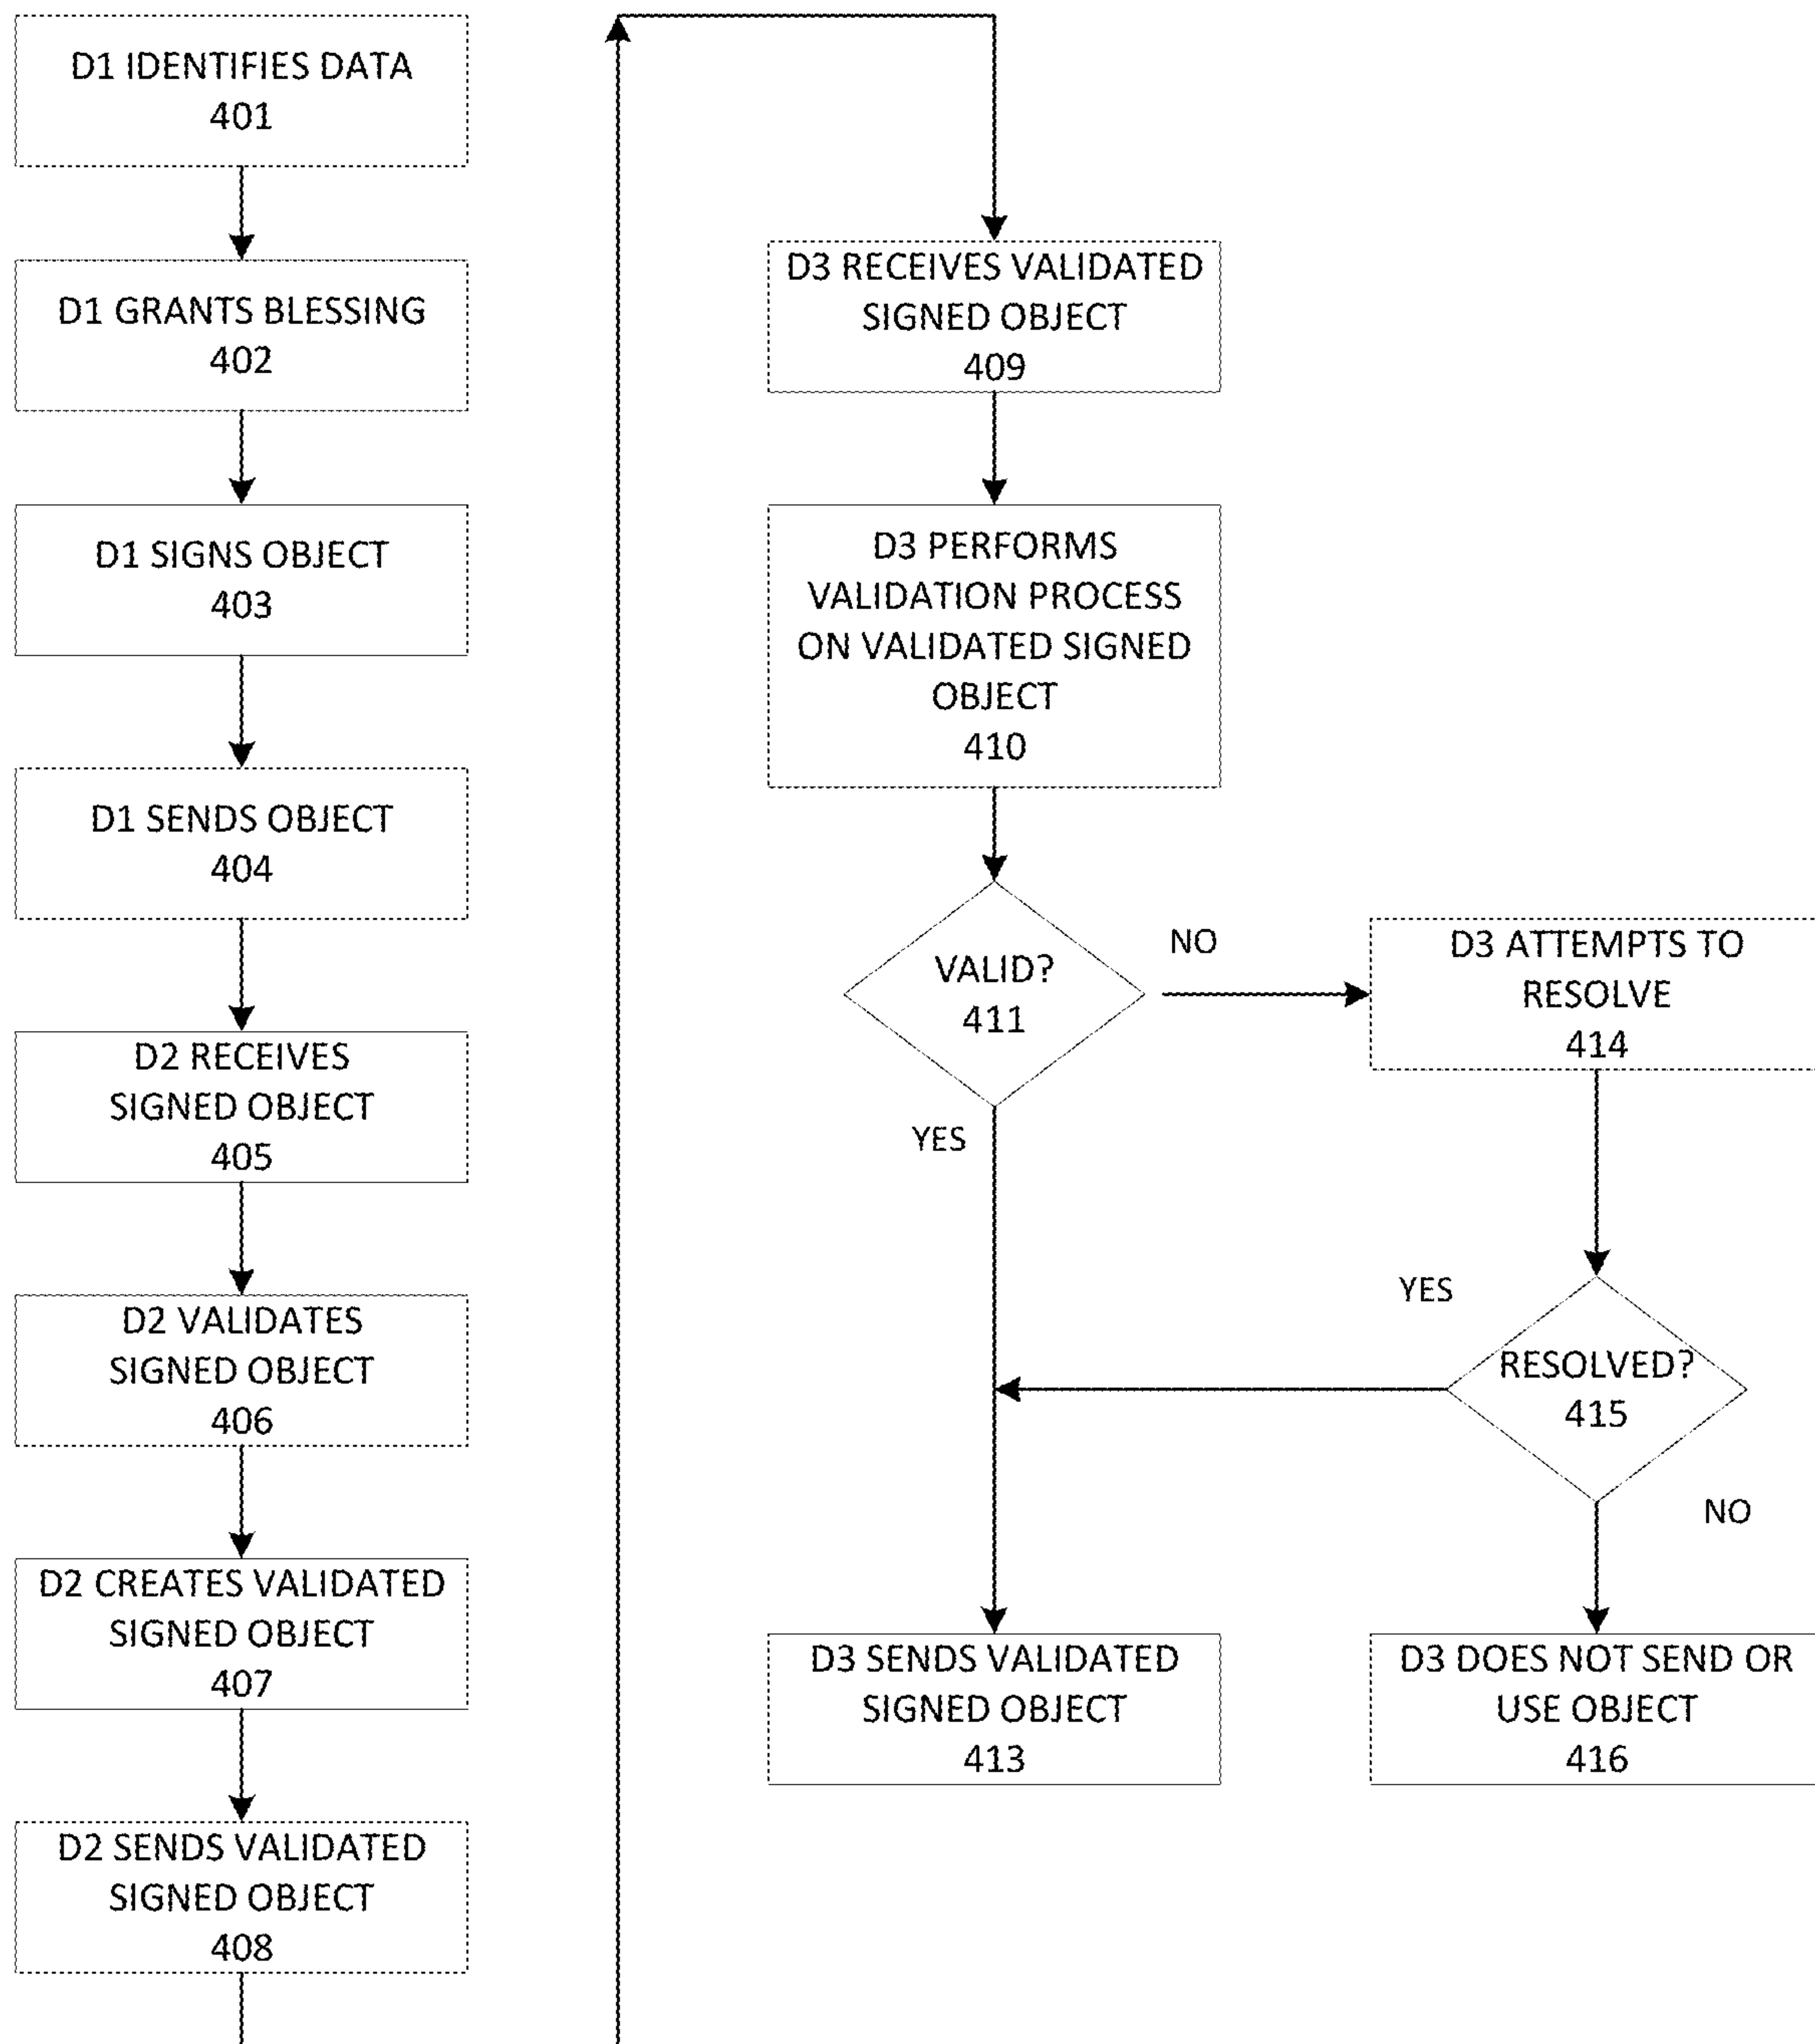 D1 IDENTIFIES DATA
401
D1 GRANTS BLESSING
402
D1 SIGNS OBJECT
403
D1 SENDS OBJECT
404
D2 RECEIVES
SIGNED OBJECT
405
D2 VALIDATES
SIGNED OBJECT
406
D2 CREATES VALIDATED
SIGNED OBJECT
407
D2 SENDS VALIDATED
SIGNED OBJECT
408
D3 RECEIVES VALIDATED
SIGNED OBJECT
409
D3 PERFORMS
VALIDATION PROCESS
ON VALIDATED SIGNED
OBJECT
410
VALID?
411
NO
YES
D3 ATTEMPTS TO
RESOLVE
414
YES
RESOLVED?
415
NO
D3 SENDS VALIDATED
SIGNED OBJECT
413
D3 DOES NOT SEND OR
USE OBJECT
416